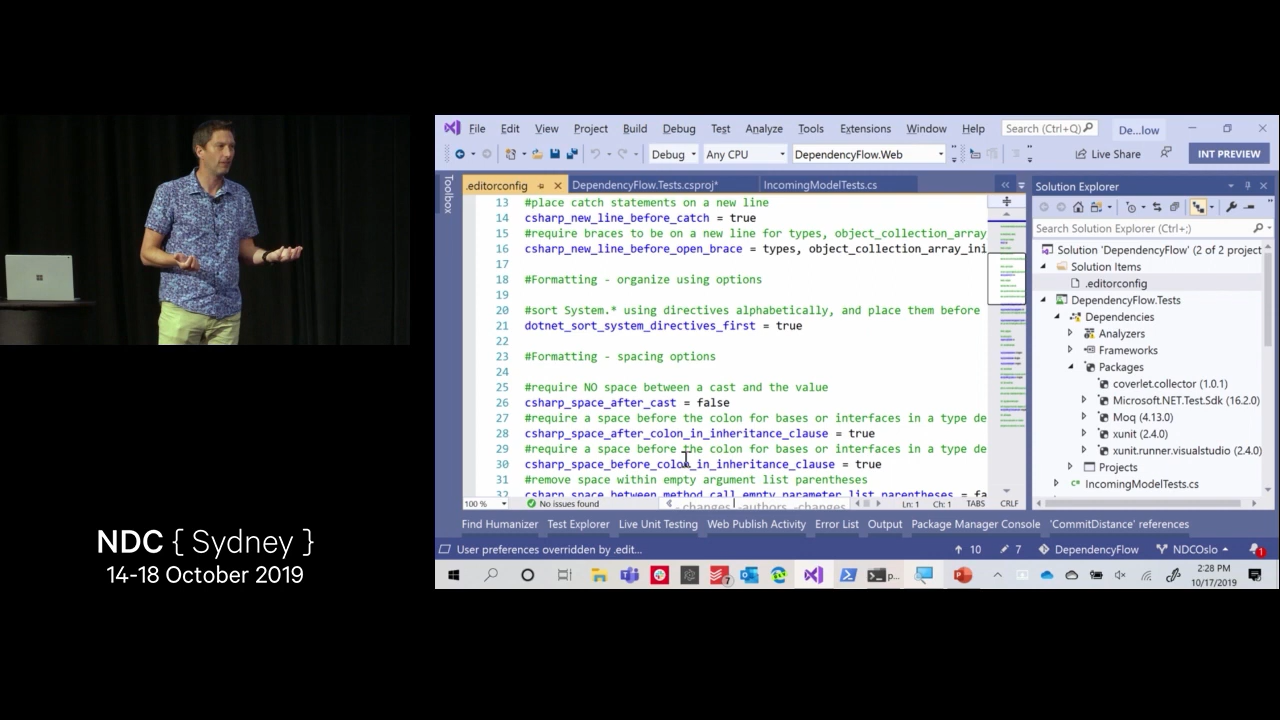 File Edit View Project Build Debug Test Analyze Tools Extensions Window Help Search (Ctrl+Q) De...low
Debug Any CPU DependencyFlow.Web Live Share INT PREVIEW
Toolbox
.editorconfig DependencyFlow.Tests.csproj* IncomingModelTests.cs
13 #place catch statements on a new line
14 csharp_new_line_before_catch = true
15 #require braces to be on a new line for types, object_collection_array
16 csharp_new_line_before_open_brace = types, object_collection_array_ini
17
18 #Formatting - organize using options
19
20 #sort System.* using directives alphabetically, and place them before
21 dotnet_sort_system_directives_first = true
22
23 #Formatting - spacing options
24
25 #require NO space between a cast and the value
26 csharp_space_after_cast = false
27 #require a space before the colon for bases or interfaces in a type de
28 csharp_space_after_colon_in_inheritance_clause = true
29 #require a space before the colon for bases or interfaces in a type de
30 csharp_space_before_colon_in_inheritance_clause = true
31 #remove space within empty argument list parentheses
32 csharp_space_between_method_call_empty_parameter_list_parentheses = fa
100 % No issues found - changes | -authors, -changes Ln: 1 Ch: 1 TABS CRLF
Solution Explorer
Search Solution Explorer (Ctrl+;)
Solution 'DependencyFlow' (2 of 2 project
Solution Items
.editorconfig
DependencyFlow.Tests
Dependencies
Analyzers
Frameworks
Packages
coverlet.collector (1.0.1)
Microsoft.NET.Test.Sdk (16.2.0)
Moq (4.13.0)
xunit (2.4.0)
xunit.runner.visualstudio (2.4.0)
Projects
IncomingModelTests.cs
Find Humanizer Test Explorer Live Unit Testing Web Publish Activity Error List Output Package Manager Console 'CommitDistance' references
User preferences overridden by .edit... 10 7 DependencyFlow NDCOslo 1
7 p... 2:28 PM
10/17/2019
NDC { Sydney }
14-18 October 2019